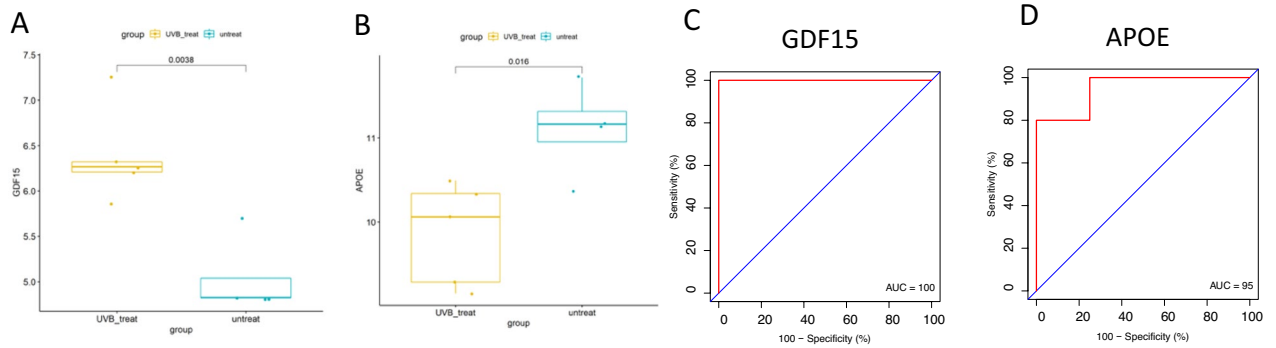 A
group UVB_treat untreat
0.0038
7.5
7.0
6.5
6.0
5.5
5.0
GDF15
UVB_treat untreat
group
B
group UVB_treat untreat
0.016
11
10
APOE
UVB_treat untreat
group
C
GDF15
100
80
60
40
20
0
Sensitivity (%)
AUC = 100
0 20 40 60 80 100
100 − Specificity (%)
D
APOE
100
80
60
40
20
0
Sensitivity (%)
AUC = 95
0 20 40 60 80 100
100 − Specificity (%)